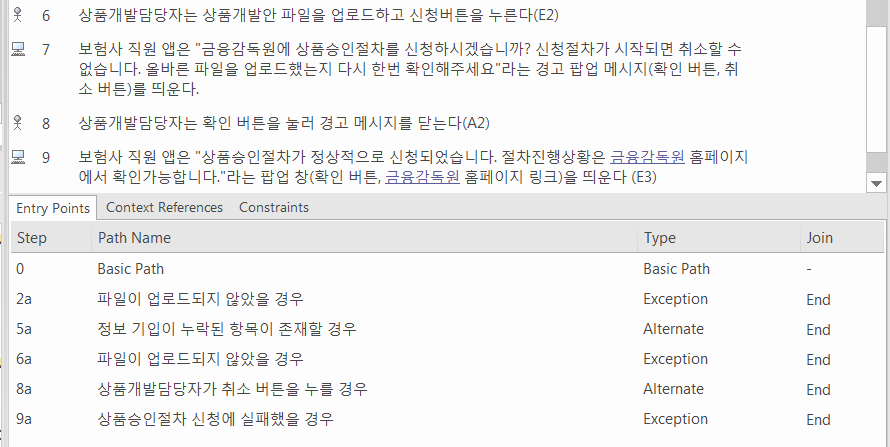 6 상품개발담당자는 상품개발안 파일을 업로드하고 신청버튼을 누른다(E2)
7 보험사 직원 앱은 "금융감독원에 상품승인절차를 신청하시겠습니까? 신청절차가 시작되면 취소할 수
없습니다. 올바른 파일을 업로드했는지 다시 한번 확인해주세요"라는 경고 팝업 메시지(확인 버튼, 취
소 버튼)를 띄운다.
8 상품개발담당자는 확인 버튼을 눌러 경고 메시지를 닫는다(A2)
9 보험사 직원 앱은 "상품승인절차가 정상적으로 신청되었습니다. 절차진행상황은 금융감독원 홈페이지
에서 확인가능합니다."라는 팝업 창(확인 버튼, 금융감독원 홈페이지 링크)을 띄운다 (E3)
Entry Points Context References Constraints
Step Path Name Type Join
0 Basic Path Basic Path -
2a 파일이 업로드되지 않았을 경우 Exception End
5a 정보 기입이 누락된 항목이 존재할 경우 Alternate End
6a 파일이 업로드되지 않았을 경우 Exception End
8a 상품개발담당자가 취소 버튼을 누를 경우 Alternate End
9a 상품승인절차 신청에 실패했을 경우 Exception End